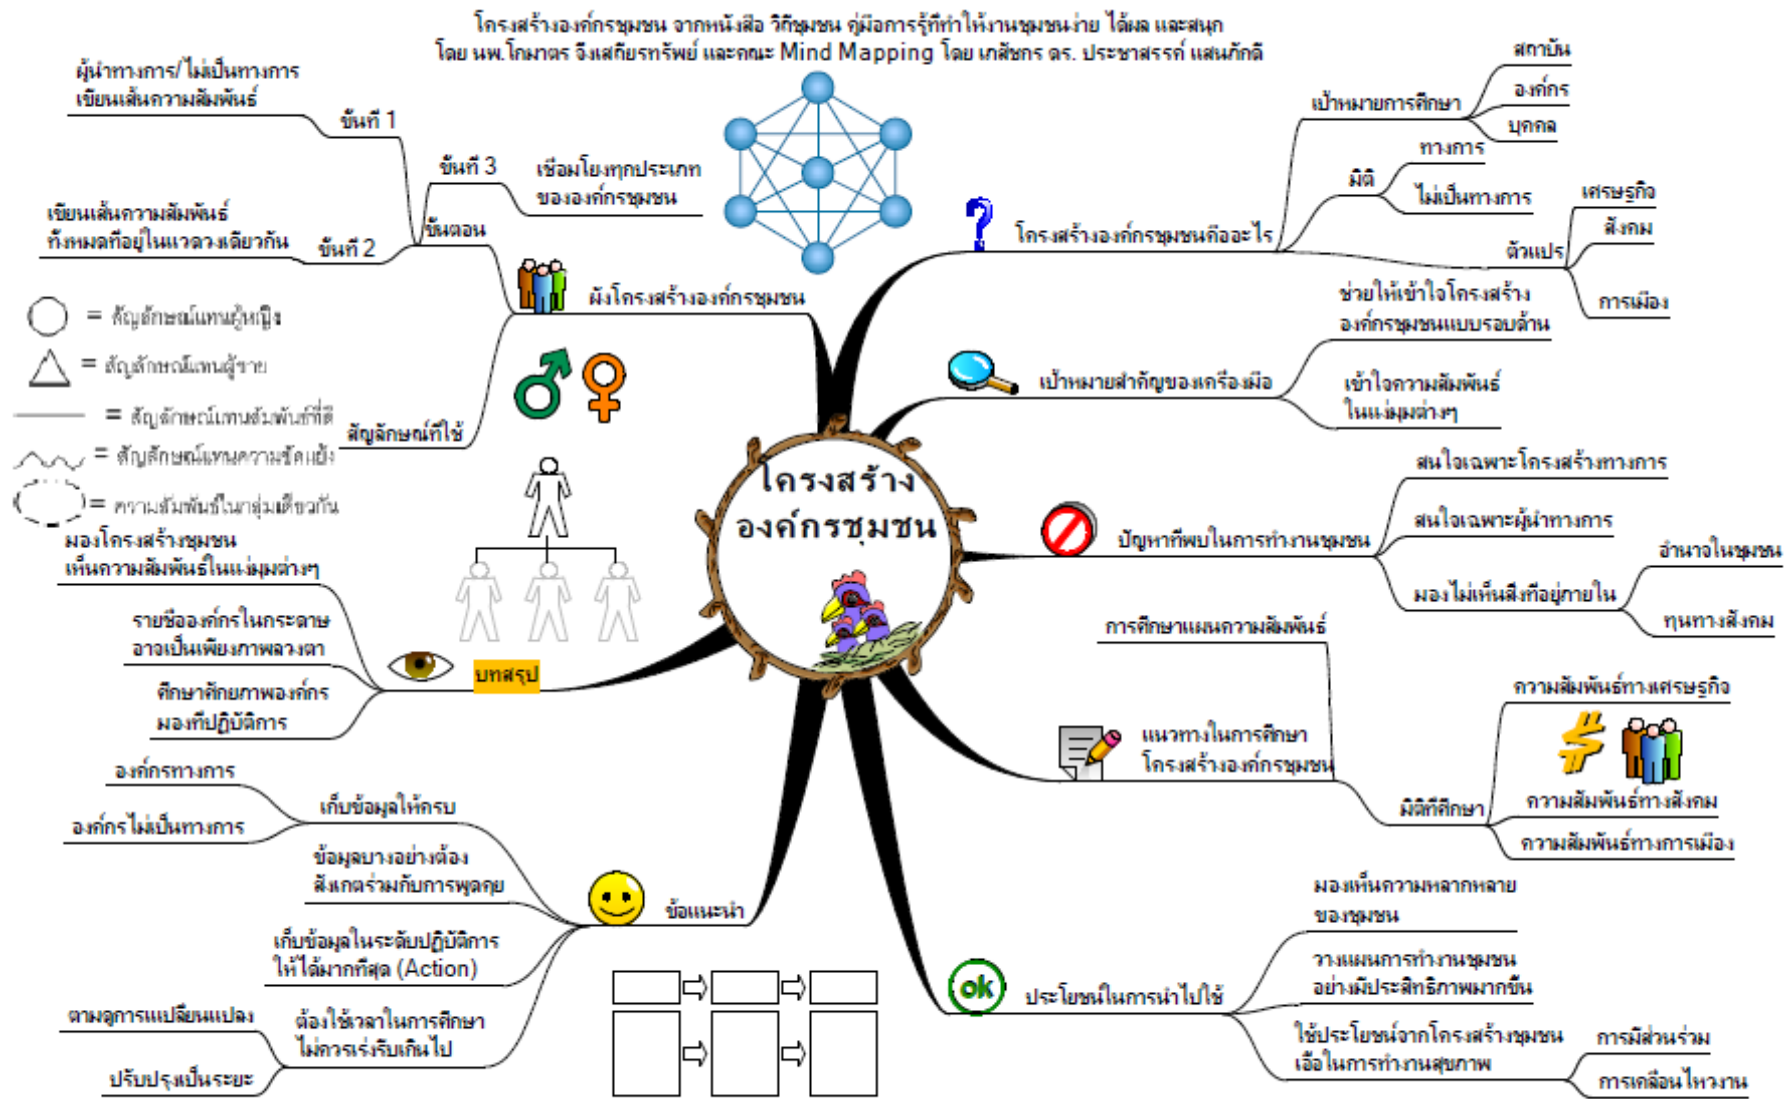 โครงสร้างองค์กรชุมชน จากหนังสือ วิถีชุมชน คู่มือการรู้ที่ทำให้งานชุมชนง่าย ได้ผล และสนุก
โดย นพ.โกมาตร จึงเสถียรทรัพย์ และคณะ Mind Mapping โดย เภสัชกร ดร. ประชาสรรค์ แสนภักดี
โครงสร้าง
องค์กรชุมชน
โครงสร้างองค์กรชุมชนคืออะไร
เป้าหมายการศึกษา
สถาบัน
องค์กร
บุคคล
มิติ
ทางการ
ไม่เป็นทางการ
ตัวแปร
เศรษฐกิจ
สังคม
การเมือง
เป้าหมายสำคัญของเครื่องมือ
ช่วยให้เข้าใจโครงสร้าง
องค์กรชุมชนแบบรอบด้าน
เข้าใจความสัมพันธ์
ในแง่มุมต่างๆ
ปัญหาที่พบในการทำงานชุมชน
สนใจเฉพาะโครงสร้างทางการ
สนใจเฉพาะผู้นำทางการ
มองไม่เห็นสิ่งที่อยู่ภายใน
อำนาจในชุมชน
ทุนทางสังคม
แนวทางในการศึกษา
โครงสร้างองค์กรชุมชน
การศึกษาแผนความสัมพันธ์
มิติที่ศึกษา
ความสัมพันธ์ทางเศรษฐกิจ
ความสัมพันธ์ทางสังคม
ความสัมพันธ์ทางการเมือง
ok
ประโยชน์ในการนำไปใช้
มองเห็นความหลากหลาย
ของชุมชน
วางแผนการทำงานชุมชน
อย่างมีประสิทธิภาพมากขึ้น
ใช้ประโยชน์จากโครงสร้างชุมชน
เอื้อในการทำงานสุขภาพ
การมีส่วนร่วม
การเคลื่อนไหวงาน
ข้อแนะนำ
เก็บข้อมูลให้ครบ
องค์กรทางการ
องค์กรไม่เป็นทางการ
ข้อมูลบางอย่างต้อง
สังเกตร่วมกับการพูดคุย
เก็บข้อมูลในระดับปฏิบัติการ
ให้ได้มากที่สุด (Action)
ต้องใช้เวลาในการศึกษา
ไม่ควรเร่งรีบเกินไป
ตามดูการแปลี่ยนแปลง
ปรับปรุงเป็นระยะ
บทสรุป
มองโครงสร้างชุมชน
เห็นความสัมพันธ์ในแง่มุมต่างๆ
รายชื่อองค์กรในกระดาษ
อาจเป็นเพียงภาพลวงตา
ศึกษาศักยภาพองค์กร
มองที่ปฏิบัติการ
ผังโครงสร้างองค์กรชุมชน
ขั้นตอน
ขั้นที่ 1
ผู้นำทางการ/ไม่เป็นทางการ
เขียนเส้นความสัมพันธ์
ขั้นที่ 2
เขียนเส้นความสัมพันธ์
ทั้งหมดที่อยู่ในแวดวงเดียวกัน
ขั้นที่ 3
เชื่อมโยงทุกประเภท
ขององค์กรชุมชน
สัญลักษณ์ที่ใช้
= สัญลักษณ์แทนผู้หญิง
= สัญลักษณ์แทนผู้ชาย
= สัญลักษณ์แทนสัมพันธ์ที่ดี
= สัญลักษณ์แทนความขัดแย้ง
= ความสัมพันธ์ในกลุ่มเดียวกัน